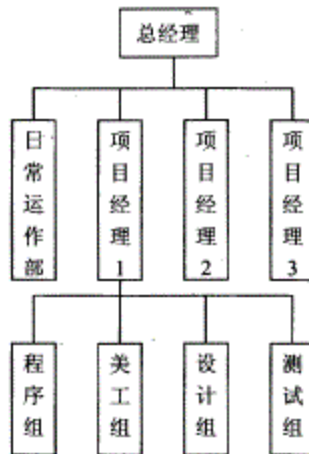 总经理
日常运作部
项目经理1
项目经理2
项目经理3
程序组
美工组
设计组
测试组